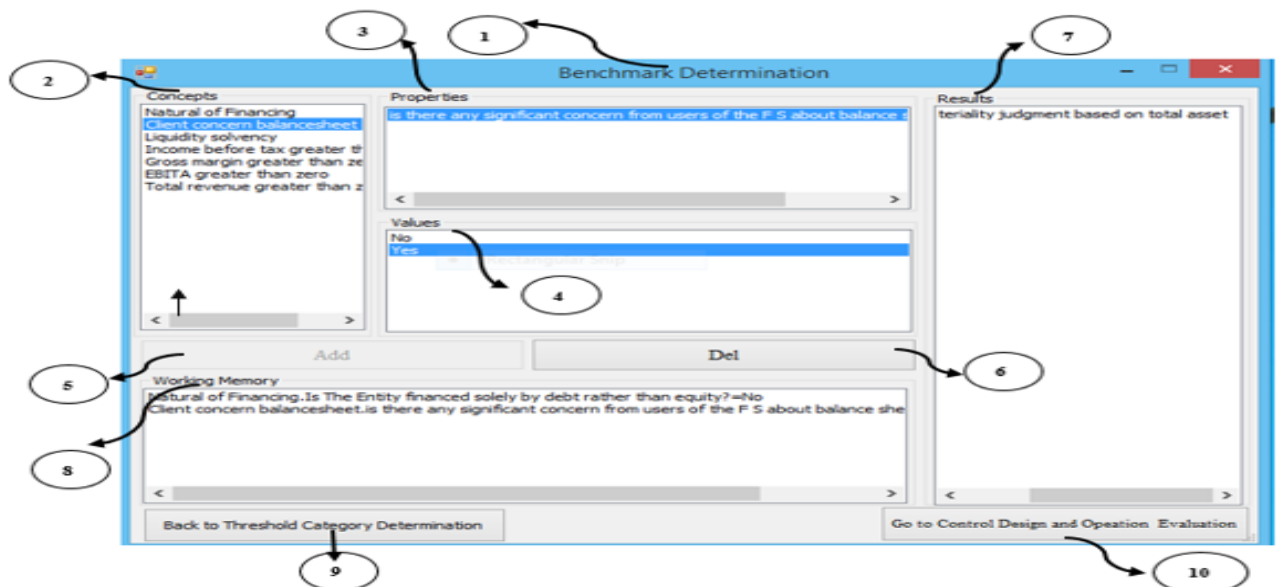 3
1
7
2
Benchmark Determination
Concepts
Natural of Financing
Client concern balancesheet
Liquidity solvency
Income before tax greater th
Gross margin greater than ze
EBITA greater than zero
Total revenue greater than z
Properties
is there any significant concern from users of the F S about balance s
Values
No
Yes
Rectangular Snip
4
Results
teriality judgment based on total asset
Add
Del
5
6
Working Memory
Natural of Financing.Is The Entity financed solely by debt rather than equity?=No
Client concern balancesheet.is there any significant concern from users of the F S about balance she
8
Back to Threshold Category Determination
Go to Control Design and Opeation Evaluation
9
10